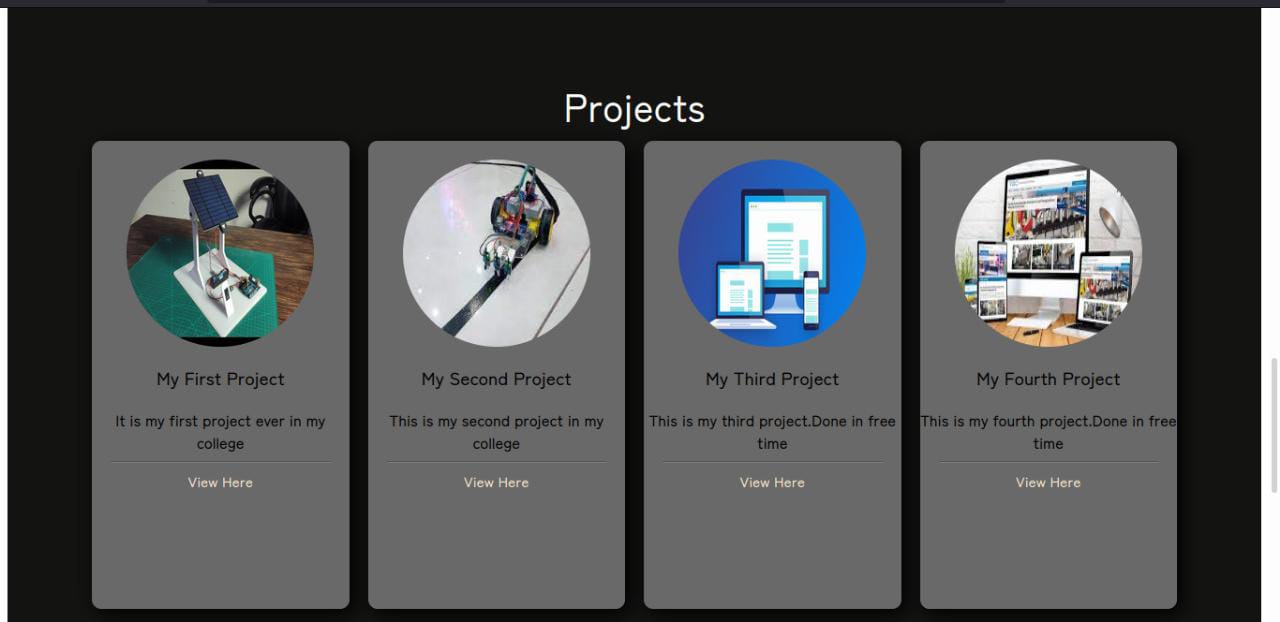 Projects
My First Project
It is my first project ever in my
college
View Here
My Second Project
This is my second project in my
college
View Here
My Third Project
This is my third project.Done in free
time
View Here
My Fourth Project
This is my fourth project.Done in free
time
View Here